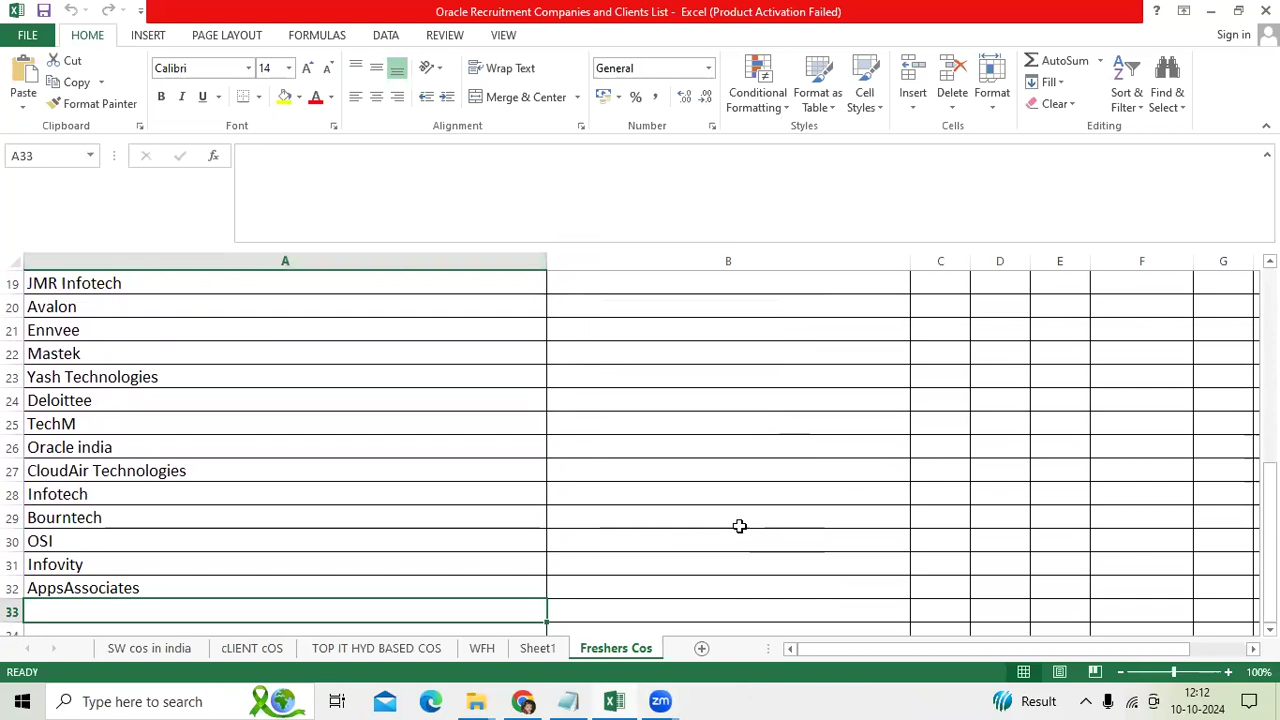 Oracle Recruitment Companies and Clients List - Excel (Product Activation Failed)
FILE HOME INSERT PAGE LAYOUT FORMULAS DATA REVIEW VIEW Sign in
Cut
Copy
Format Painter
Paste
Clipboard
Calibri 14
B I U
Font
Wrap Text
Merge & Center
Alignment
General
Number
Conditional Formatting
Format as Table
Cell Styles
Styles
Insert Delete Format
Cells
AutoSum
Fill
Clear
Sort & Filter
Find & Select
Editing
A33
A B C D E F G
19 JMR Infotech
20 Avalon
21 Ennvee
22 Mastek
23 Yash Technologies
24 Deloittee
25 TechM
26 Oracle india
27 CloudAir Technologies
28 Infotech
29 Bourntech
30 OSI
31 Infovity
32 AppsAssociates
33
SW cos in india cLIENT cOS TOP IT HYD BASED COS WFH Sheet1 Freshers Cos
READY 100%
Type here to search
zm
Result
12:12
10-10-2024